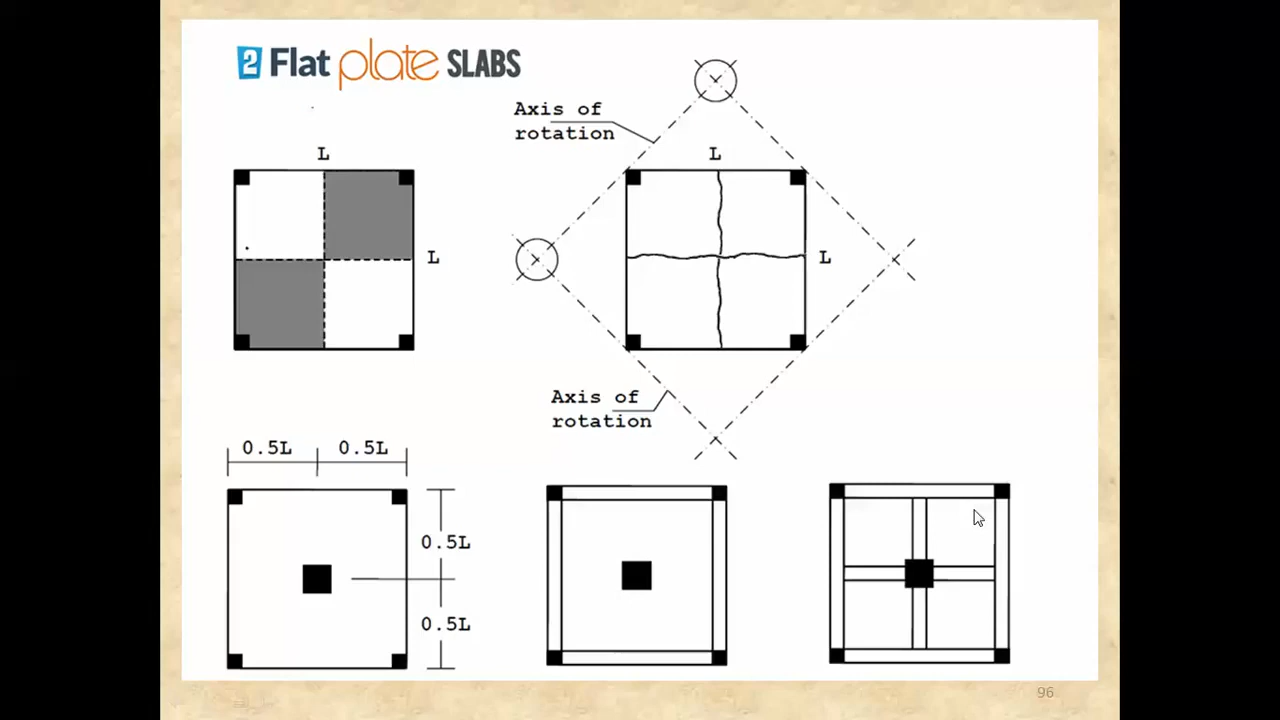 2 Flat plate SLABS
Axis of
rotation
L
L
L
L
Axis of
rotation
0.5L 0.5L
0.5L
0.5L
96